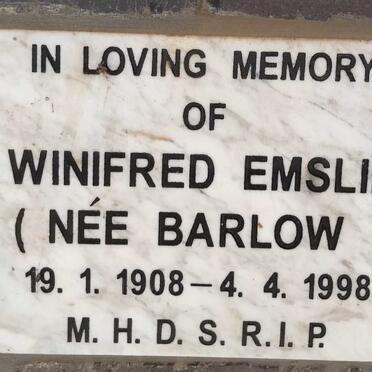 IN LOVING MEMORY
OF
WINIFRED EMSLI
( NÉE BARLOW
19. 1. 1908 – 4. 4. 1998
M. H. D. S. R. I. P.